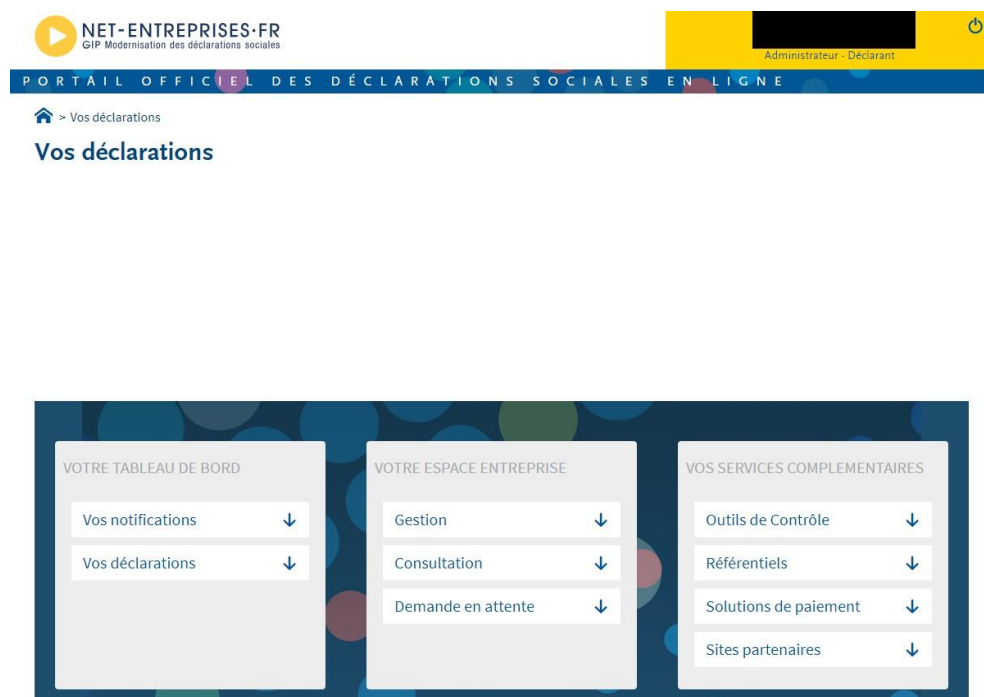 NET-ENTREPRISES·FR
GIP Modernisation des déclarations sociales
Administrateur - Déclarant
PORTAIL OFFICIEL DES DÉCLARATIONS SOCIALES EN LIGNE
> Vos déclarations
Vos déclarations
VOTRE TABLEAU DE BORD
Vos notifications
Vos déclarations
VOTRE ESPACE ENTREPRISE
Gestion
Consultation
Demande en attente
VOS SERVICES COMPLEMENTAIRES
Outils de Contrôle
Référentiels
Solutions de paiement
Sites partenaires